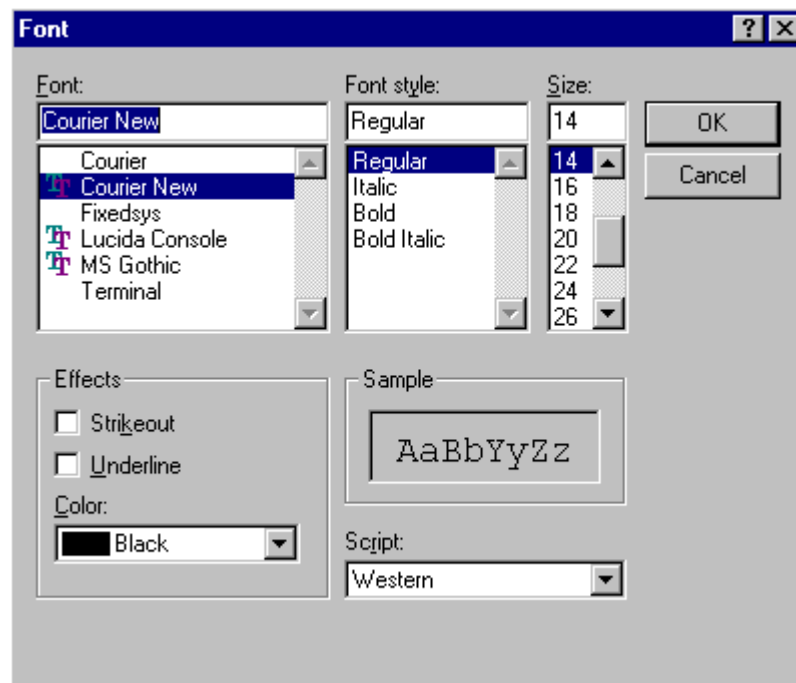 Font
Font:
Courier New
Courier
Courier New
Fixedsys
Lucida Console
MS Gothic
Terminal
Font style:
Regular
Regular
Italic
Bold
Bold Italic
Size:
14
14
16
18
20
22
24
26
OK
Cancel
Effects
Strikeout
Underline
Color:
Black
Sample
AaBbYyZz
Script:
Western